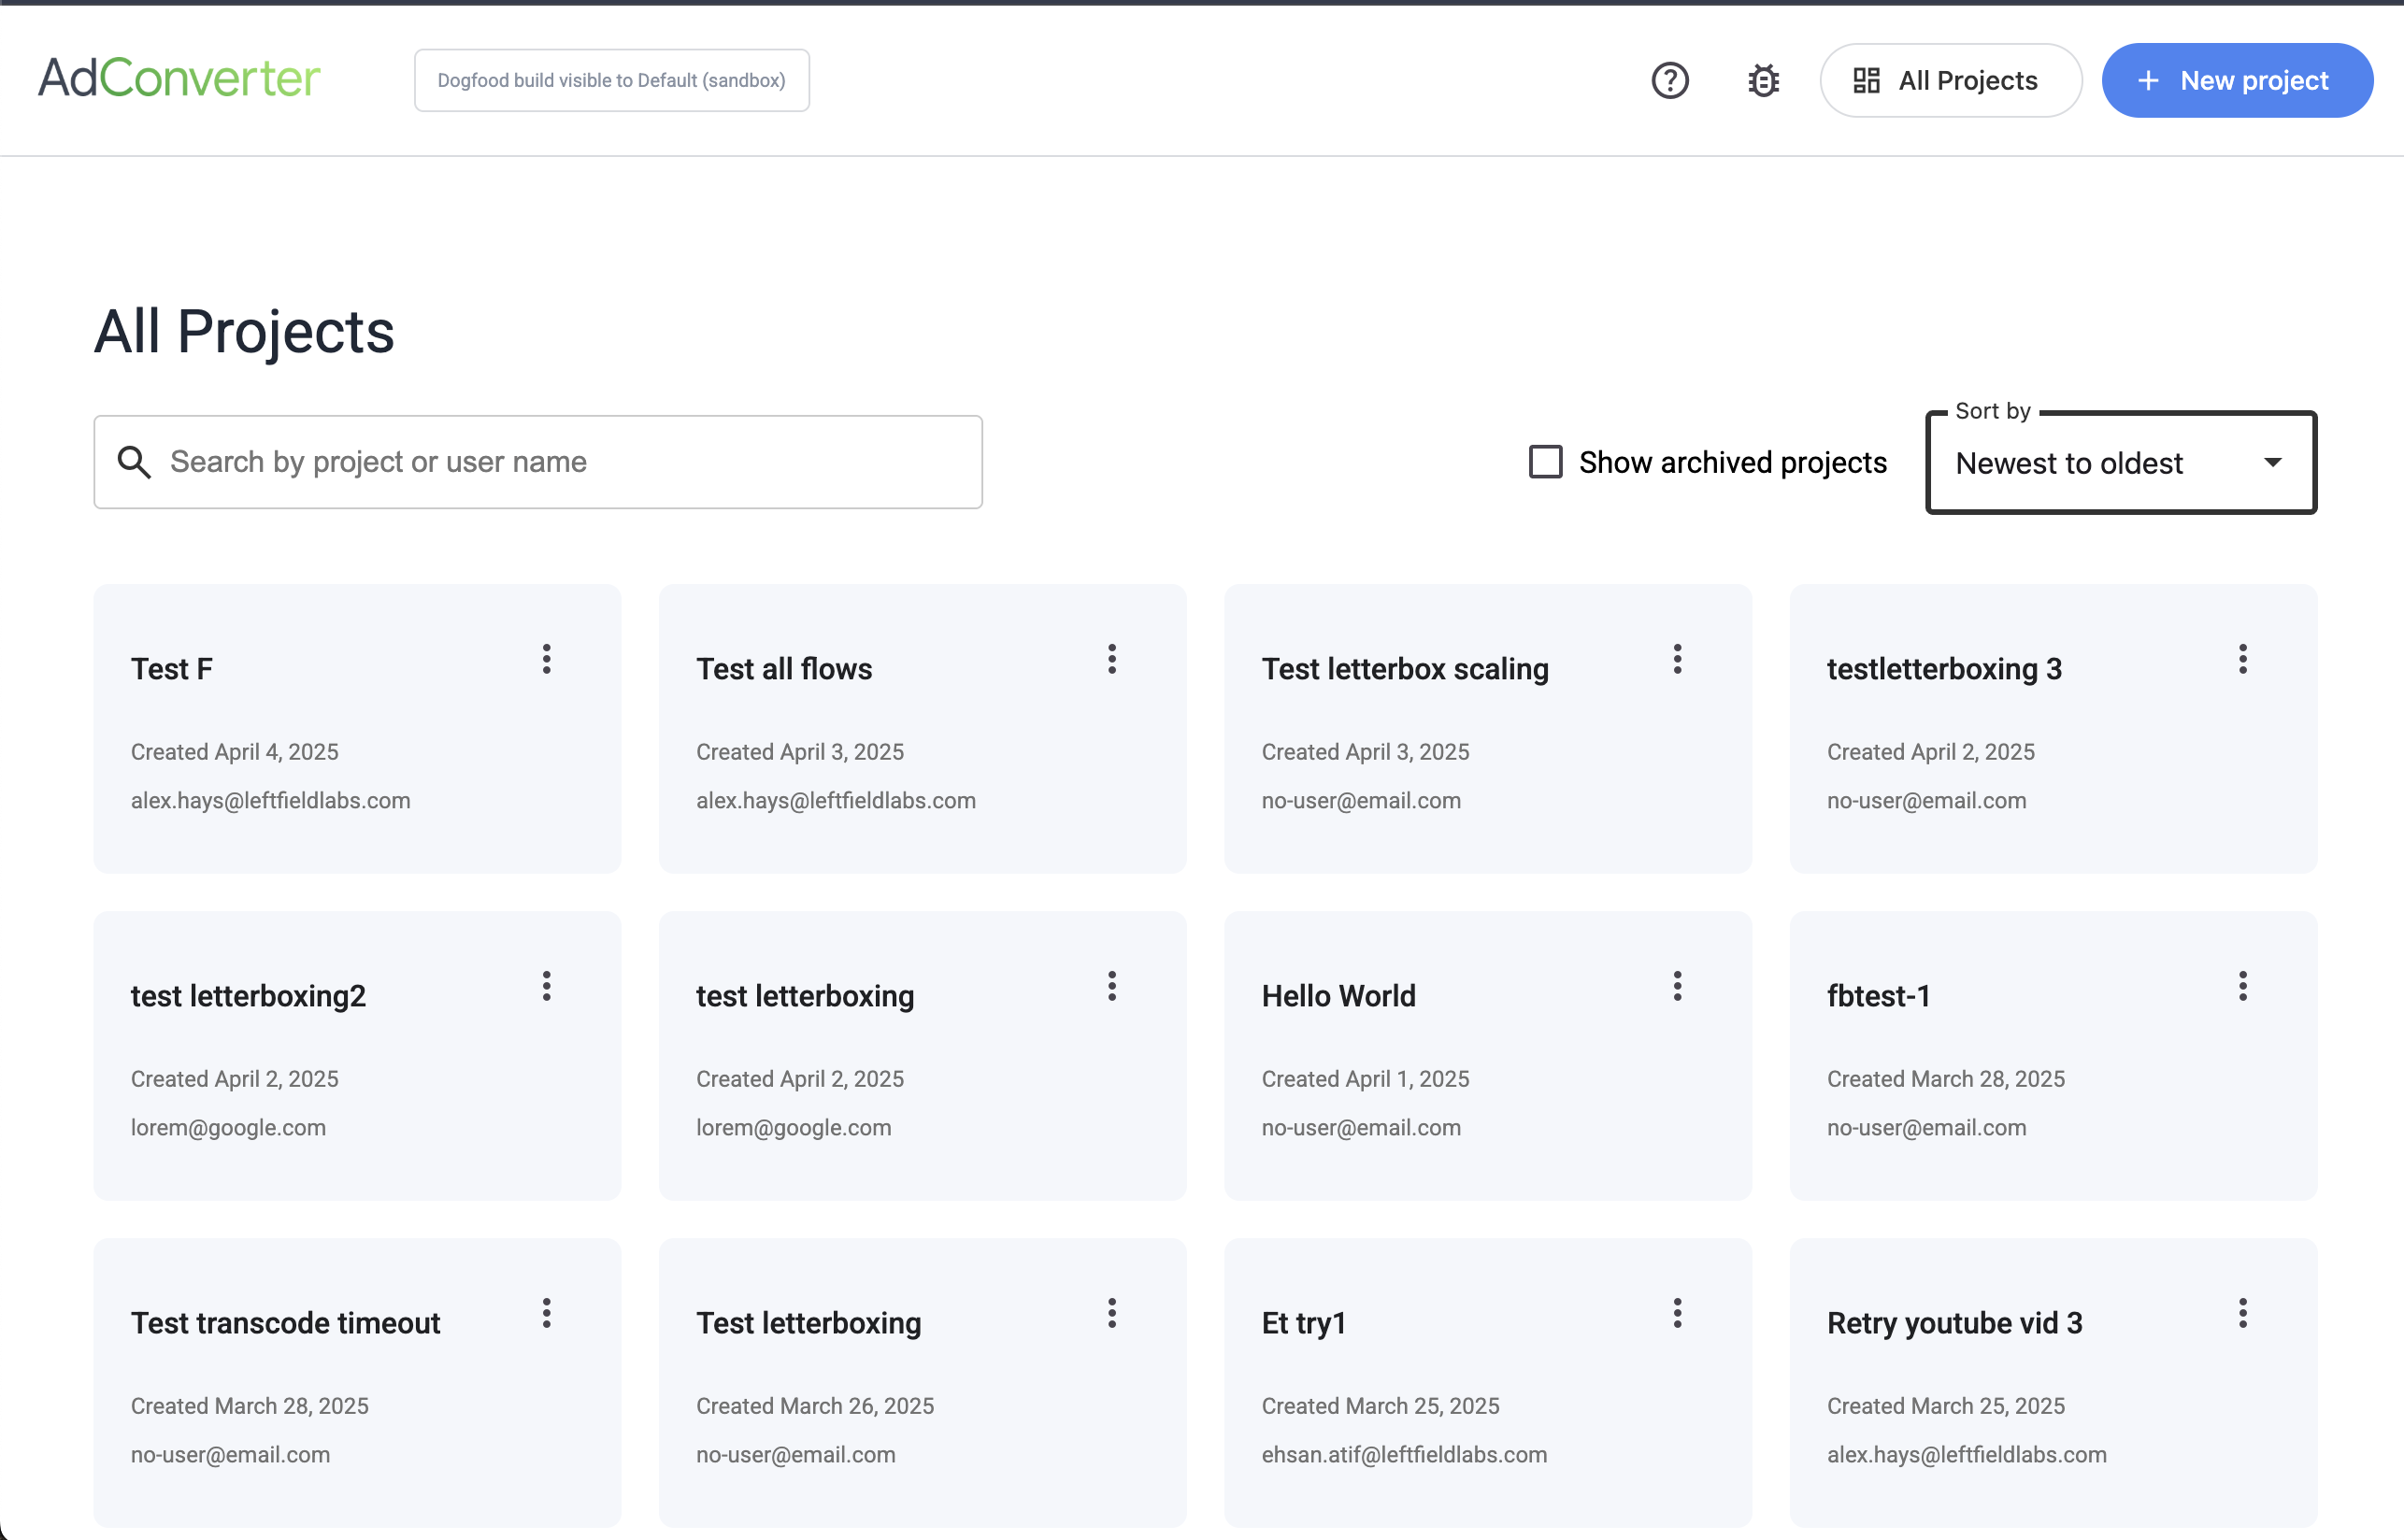 AdConverter
Dogfood build visible to Default (sandbox)
All Projects
New project
All Projects
Search by project or user name
Show archived projects
Sort by
Newest to oldest
Test F
Created April 4, 2025
alex.hays@leftfieldlabs.com
Test all flows
Created April 3, 2025
alex.hays@leftfieldlabs.com
Test letterbox scaling
Created April 3, 2025
no-user@email.com
testletterboxing 3
Created April 2, 2025
no-user@email.com
test letterboxing2
Created April 2, 2025
lorem@google.com
test letterboxing
Created April 2, 2025
lorem@google.com
Hello World
Created April 1, 2025
no-user@email.com
fbtest-1
Created March 28, 2025
no-user@email.com
Test transcode timeout
Created March 28, 2025
no-user@email.com
Test letterboxing
Created March 26, 2025
no-user@email.com
Et try1
Created March 25, 2025
ehsan.atif@leftfieldlabs.com
Retry youtube vid 3
Created March 25, 2025
alex.hays@leftfieldlabs.com